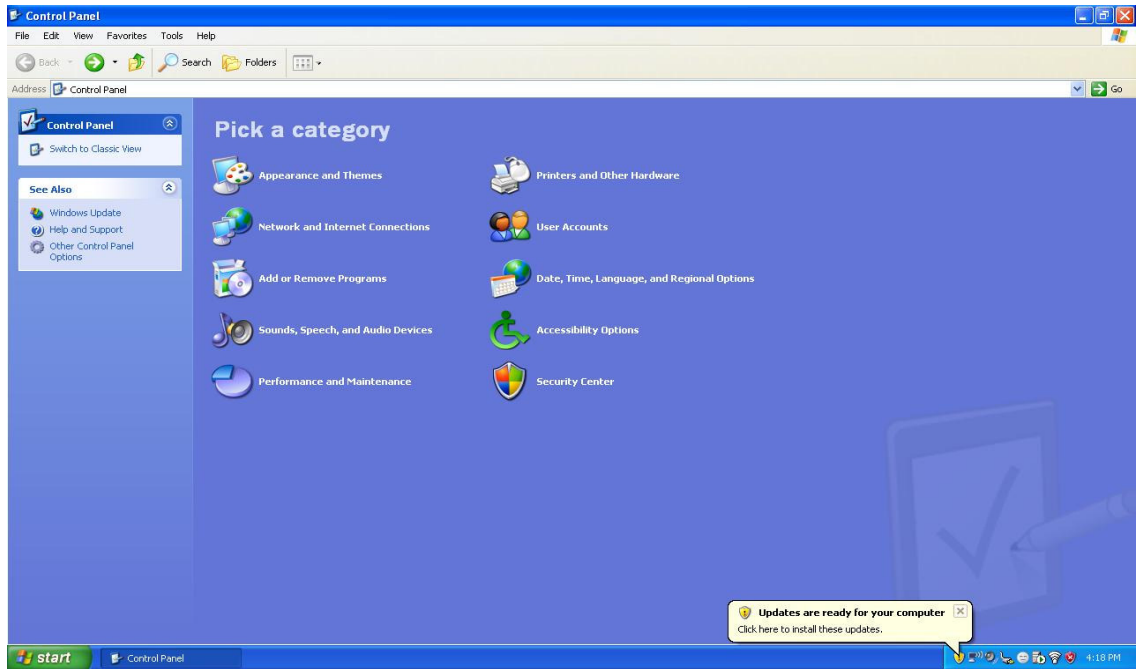 Control Panel
File Edit View Favorites Tools Help
Back Search Folders
Address Control Panel Go
Control Panel
Switch to Classic View
See Also
Windows Update
Help and Support
Other Control Panel
Options
Pick a category
Appearance and Themes
Printers and Other Hardware
Network and Internet Connections
User Accounts
Add or Remove Programs
Date, Time, Language, and Regional Options
Sounds, Speech, and Audio Devices
Accessibility Options
Performance and Maintenance
Security Center
Updates are ready for your computer
Click here to install these updates.
start Control Panel 4:18 PM